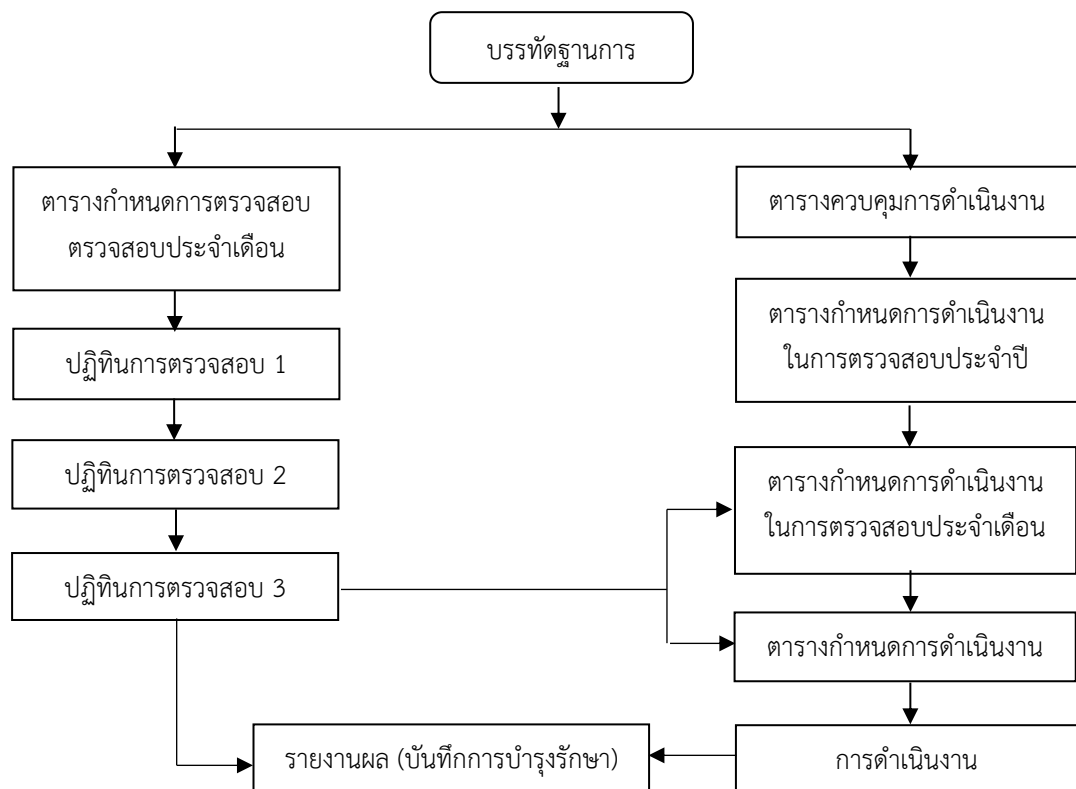 บรรทัดฐานการ
ตารางกำหนดการตรวจสอบ
ตรวจสอบประจำเดือน
ปฏิทินการตรวจสอบ 1
ปฏิทินการตรวจสอบ 2
ปฏิทินการตรวจสอบ 3
ตารางควบคุมการดำเนินงาน
ตารางกำหนดการดำเนินงาน
ในการตรวจสอบประจำปี
ตารางกำหนดการดำเนินงาน
ในการตรวจสอบประจำเดือน
ตารางกำหนดการดำเนินงาน
การดำเนินงาน
รายงานผล (บันทึกการบำรุงรักษา)